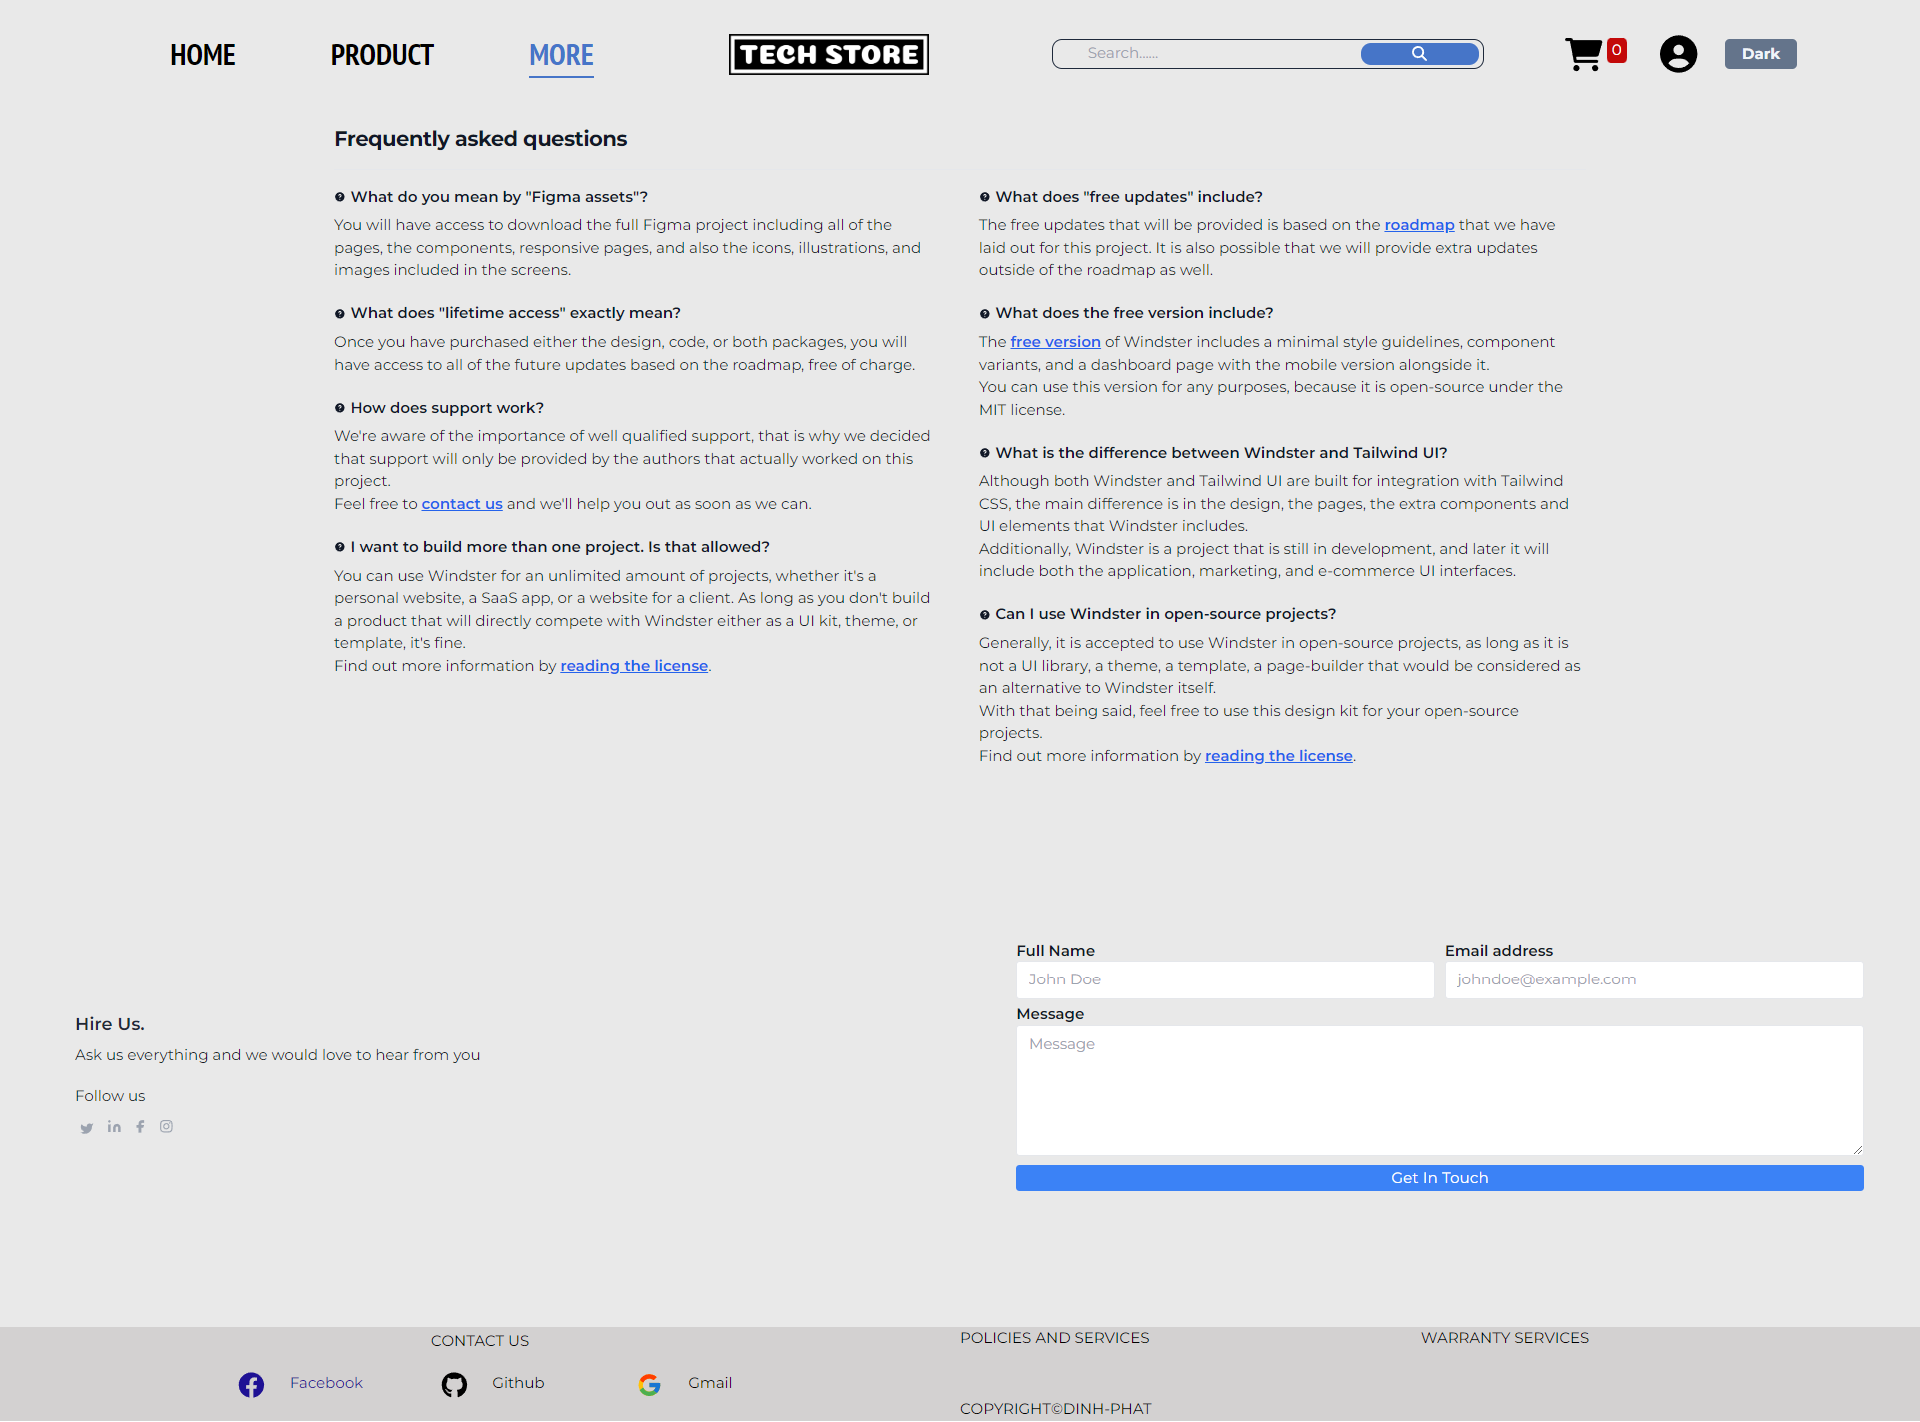 HOME
PRODUCT
MORE
TECH STORE
Search......
0
Dark
Frequently asked questions
What do you mean by "Figma assets"?
You will have access to download the full Figma project including all of the
pages, the components, responsive pages, and also the icons, illustrations, and
images included in the screens.
What does "lifetime access" exactly mean?
Once you have purchased either the design, code, or both packages, you will
have access to all of the future updates based on the roadmap, free of charge.
How does support work?
We're aware of the importance of well qualified support, that is why we decided
that support will only be provided by the authors that actually worked on this
project.
Feel free to contact us and we'll help you out as soon as we can.
I want to build more than one project. Is that allowed?
You can use Windster for an unlimited amount of projects, whether it's a
personal website, a SaaS app, or a website for a client. As long as you don't build
a product that will directly compete with Windster either as a UI kit, theme, or
template, it's fine.
Find out more information by reading the license.
What does "free updates" include?
The free updates that will be provided is based on the roadmap that we have
laid out for this project. It is also possible that we will provide extra updates
outside of the roadmap as well.
What does the free version include?
The free version of Windster includes a minimal style guidelines, component
variants, and a dashboard page with the mobile version alongside it.
You can use this version for any purposes, because it is open-source under the
MIT license.
What is the difference between Windster and Tailwind UI?
Although both Windster and Tailwind UI are built for integration with Tailwind
CSS, the main difference is in the design, the pages, the extra components and
UI elements that Windster includes.
Additionally, Windster is a project that is still in development, and later it will
include both the application, marketing, and e-commerce UI interfaces.
Can I use Windster in open-source projects?
Generally, it is accepted to use Windster in open-source projects, as long as it is
not a UI library, a theme, a template, a page-builder that would be considered as
an alternative to Windster itself.
With that being said, feel free to use this design kit for your open-source
projects.
Find out more information by reading the license.
Hire Us.
Ask us everything and we would love to hear from you
Follow us
Full Name
John Doe
Email address
johndoe@example.com
Message
Message
Get In Touch
CONTACT US
Facebook
Github
Gmail
POLICIES AND SERVICES
WARRANTY SERVICES
COPYRIGHT©DINH-PHAT